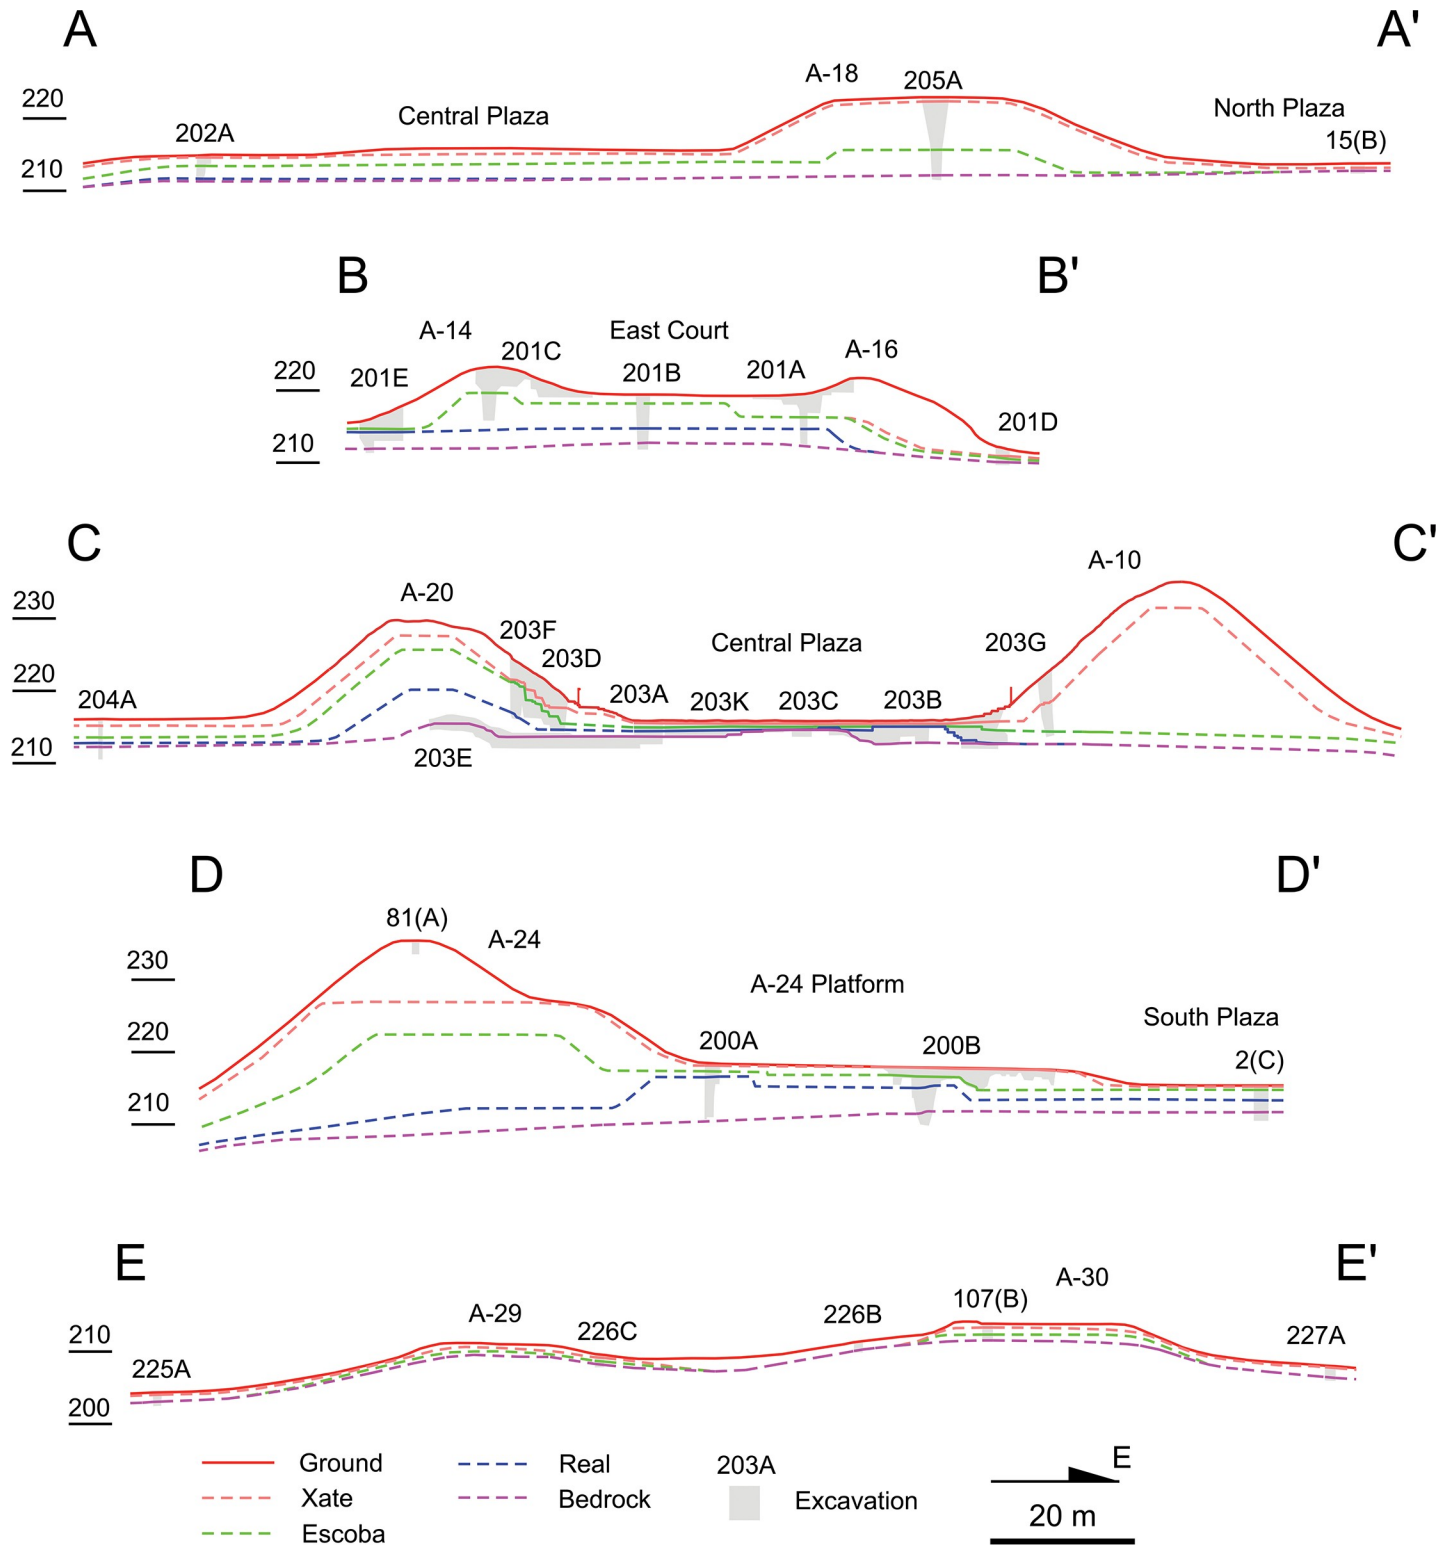 A A'
A-18 205A
220 Central Plaza North Plaza
202A 15(B)
210
B B'
A-14 East Court A-16
201C
220 201E 201B 201A
201D
210
C C'
A-10
230 A-20
203F Central Plaza 203G
203D
220 204A 203A 203K 203C 203B
210 203E
D D'
81(A) A-24
230
A-24 Platform
South Plaza
220 200A 200B
2(C)
210
E E'
A-30
A-29 107(B)
226C 226B
210 227A
225A
200
Ground Real 203A E
Xate Bedrock Excavation
Escoba 20 m